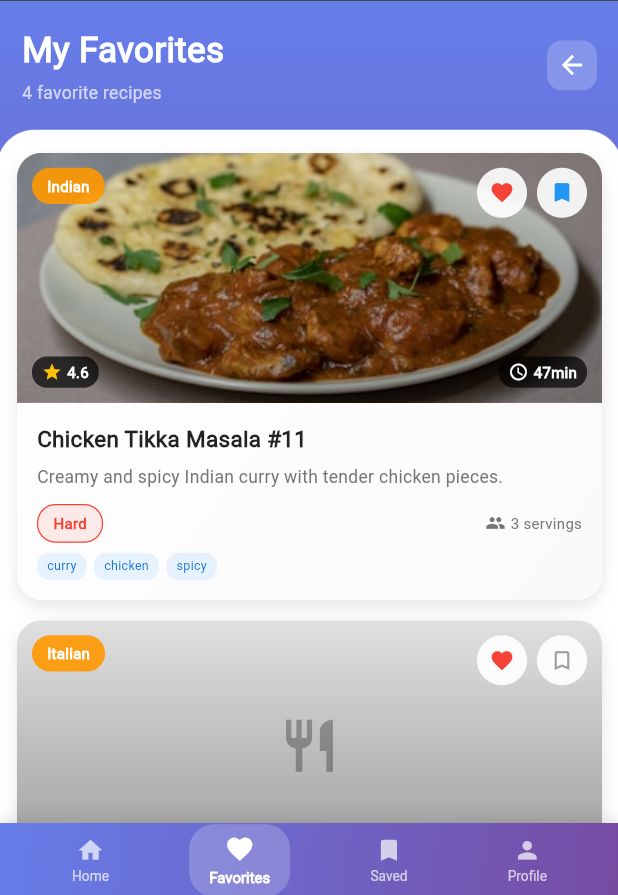 My Favorites
4 favorite recipes
Indian
4.6
47min
Chicken Tikka Masala #11
Creamy and spicy Indian curry with tender chicken pieces.
Hard
3 servings
curry chicken spicy
Italian
Home Favorites Saved Profile